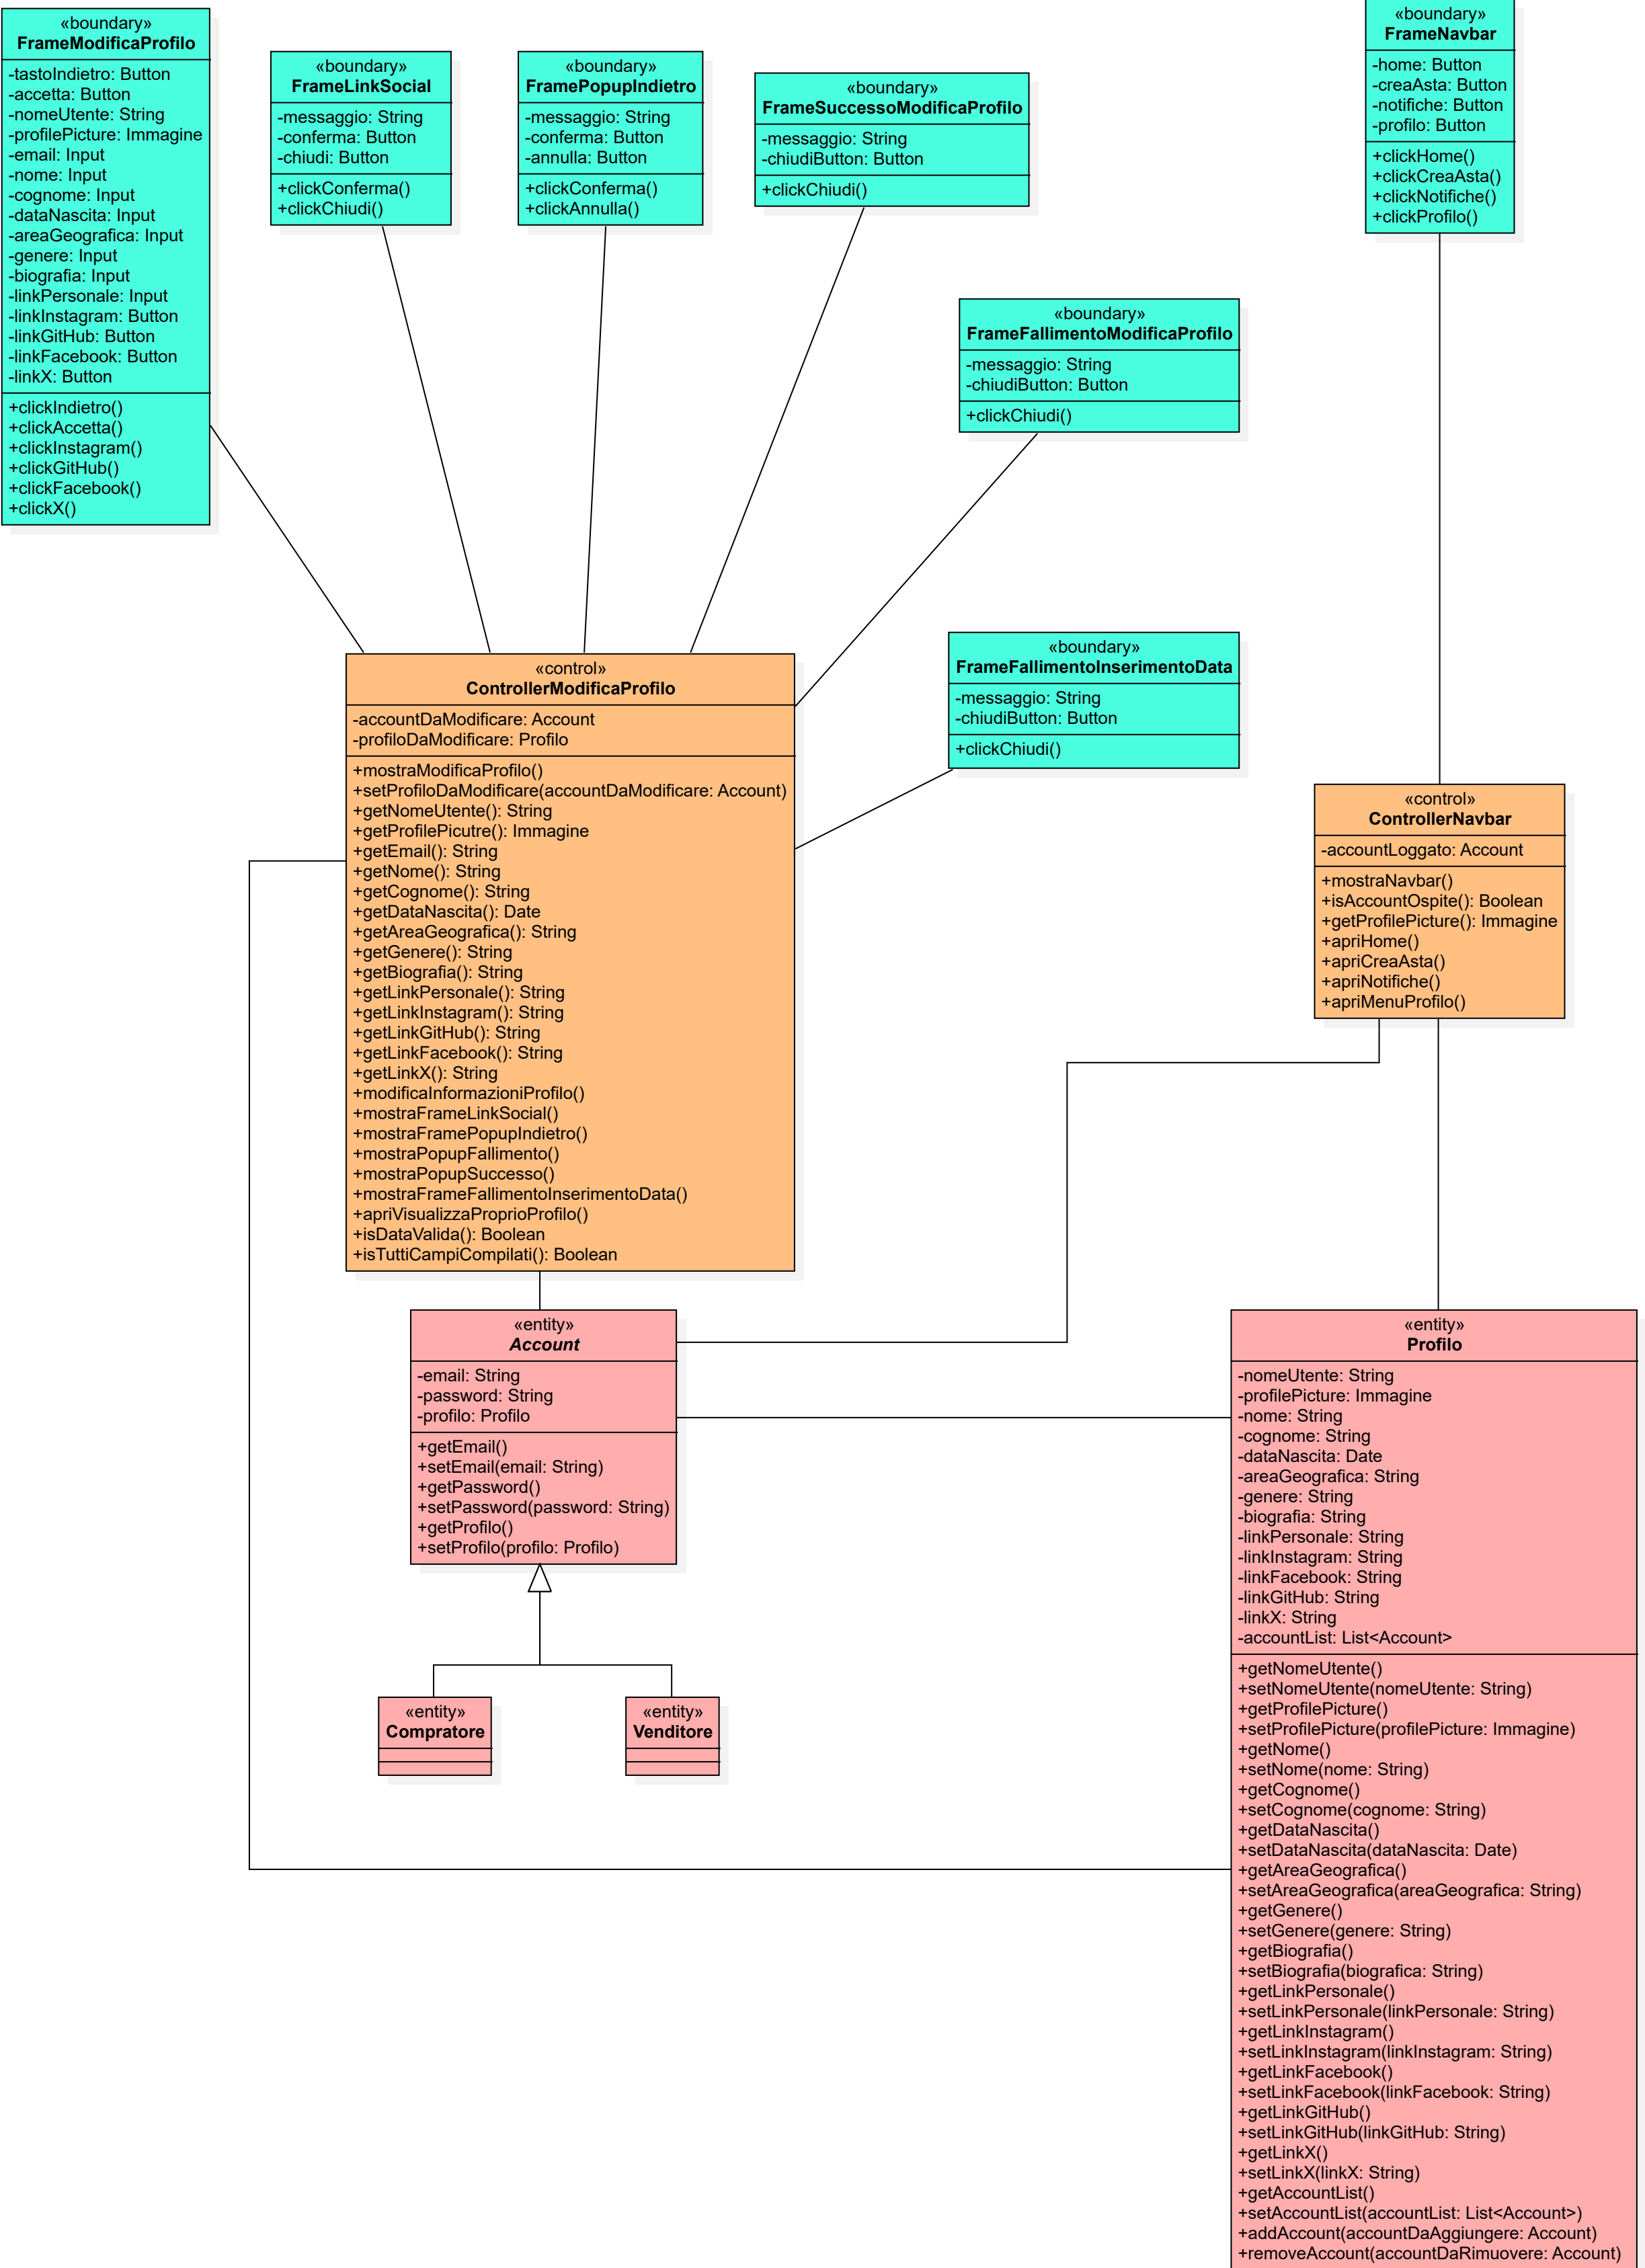 «boundary»
FrameModificaProfilo
-tastoIndietro: Button
-accetta: Button
-nomeUtente: String
-profilePicture: Immagine
-email: Input
-nome: Input
-cognome: Input
-dataNascita: Input
-areaGeografica: Input
-genere: Input
-biografia: Input
-linkPersonale: Input
-linkInstagram: Button
-linkGitHub: Button
-linkFacebook: Button
-linkX: Button
+clickIndietro()
+clickAccetta()
+clickInstagram()
+clickGitHub()
+clickFacebook()
+clickX()
«boundary»
FrameLinkSocial
-messaggio: String
-conferma: Button
-chiudi: Button
+clickConferma()
+clickChiudi()
«boundary»
FramePopupIndietro
-messaggio: String
-conferma: Button
-annulla: Button
+clickConferma()
+clickAnnulla()
«boundary»
FrameSuccessoModificaProfilo
-messaggio: String
-chiudiButton: Button
+clickChiudi()
«boundary»
FrameNavbar
-home: Button
-creaAsta: Button
-notifiche: Button
-profilo: Button
+clickHome()
+clickCreaAsta()
+clickNotifiche()
+clickProfilo()
«boundary»
FrameFallimentoModificaProfilo
-messaggio: String
-chiudiButton: Button
+clickChiudi()
«boundary»
FrameFallimentoInserimentoData
-messaggio: String
-chiudiButton: Button
+clickChiudi()
«control»
ControllerModificaProfilo
-accountDaModificare: Account
-profiloDaModificare: Profilo
+mostraModificaProfilo()
+setProfiloDaModificare(accountDaModificare: Account)
+getNomeUtente(): String
+getProfilePicutre(): Immagine
+getEmail(): String
+getNome(): String
+getCognome(): String
+getDataNascita(): Date
+getAreaGeografica(): String
+getGenere(): String
+getBiografia(): String
+getLinkPersonale(): String
+getLinkInstagram(): String
+getLinkGitHub(): String
+getLinkFacebook(): String
+getLinkX(): String
+modificaInformazioniProfilo()
+mostraFrameLinkSocial()
+mostraFramePopupIndietro()
+mostraPopupFallimento()
+mostraPopupSuccesso()
+mostraFrameFallimentoInserimentoData()
+apriVisualizzaProprioProfilo()
+isDataValida(): Boolean
+isTuttiCampiCompilati(): Boolean
«control»
ControllerNavbar
-accountLoggato: Account
+mostraNavbar()
+isAccountOspite(): Boolean
+getProfilePicture(): Immagine
+apriHome()
+apriCreaAsta()
+apriNotifiche()
+apriMenuProfilo()
«entity»
Account
-email: String
-password: String
-profilo: Profilo
+getEmail()
+setEmail(email: String)
+getPassword()
+setPassword(password: String)
+getProfilo()
+setProfilo(profilo: Profilo)
«entity»
Compratore
«entity»
Venditore
«entity»
Profilo
-nomeUtente: String
-profilePicture: Immagine
-nome: String
-cognome: String
-dataNascita: Date
-areaGeografica: String
-genere: String
-biografia: String
-linkPersonale: String
-linkInstagram: String
-linkFacebook: String
-linkGitHub: String
-linkX: String
-accountList: List<Account>
+getNomeUtente()
+setNomeUtente(nomeUtente: String)
+getProfilePicture()
+setProfilePicture(profilePicture: Immagine)
+getNome()
+setNome(nome: String)
+getCognome()
+setCognome(cognome: String)
+getDataNascita()
+setDataNascita(dataNascita: Date)
+getAreaGeografica()
+setAreaGeografica(areaGeografica: String)
+getGenere()
+setGenere(genere: String)
+getBiografia()
+setBiografia(biografica: String)
+getLinkPersonale()
+setLinkPersonale(linkPersonale: String)
+getLinkInstagram()
+setLinkInstagram(linkInstagram: String)
+getLinkFacebook()
+setLinkFacebook(linkFacebook: String)
+getLinkGitHub()
+setLinkGitHub(linkGitHub: String)
+getLinkX()
+setLinkX(linkX: String)
+getAccountList()
+setAccountList(accountList: List<Account>)
+addAccount(accountDaAggiungere: Account)
+removeAccount(accountDaRimuovere: Account)